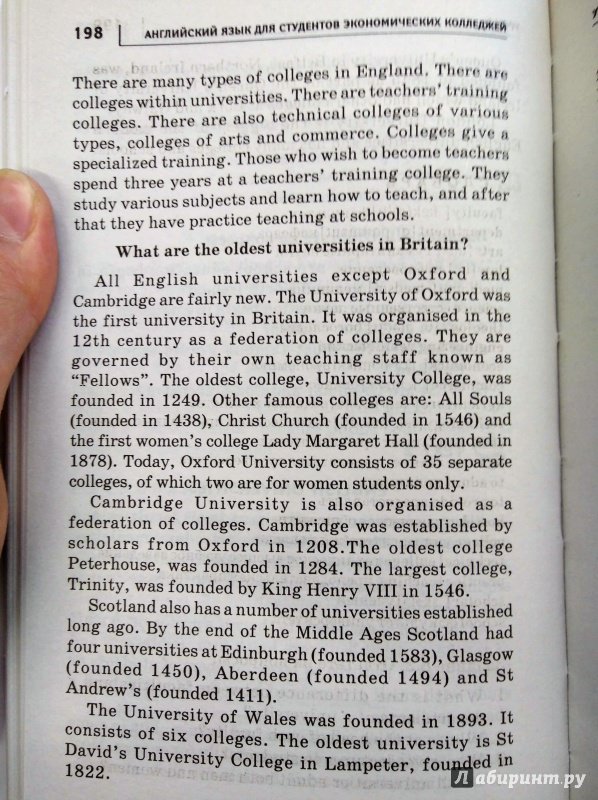 198 АНГЛИЙСКИЙ ЯЗЫК ДЛЯ СТУДЕНТОВ ЭКОНОМИЧЕСКИХ КОЛЛЕДЖЕЙ
There are many types of colleges in England. There are
colleges within universities. There are teachers' training
colleges. There are also technical colleges of various
types, colleges of arts and commerce. Colleges give a
specialized training. Those who wish to become teachers
spend three years at a teachers' training college. They
study various subjects and learn how to teach, and after
that they have practice teaching at schools.
What are the oldest universities in Britain?
All English universities except Oxford and
Cambridge are fairly new. The University of Oxford was
the first university in Britain. It was organised in the
12th century as a federation of colleges. They are
governed by their own teaching staff known as
“Fellows”. The oldest college, University College, was
founded in 1249. Other famous colleges are: All Souls
(founded in 1438), Christ Church (founded in 1546) and
the first women's college Lady Margaret Hall (founded in
1878). Today, Oxford University consists of 35 separate
colleges, of which two are for women students only.
Cambridge University is also organised as a
federation of colleges. Cambridge was established by
scholars from Oxford in 1208.The oldest college
Peterhouse, was founded in 1284. The largest college,
Trinity, was founded by King Henry VIII in 1546.
Scotland also has a number of universities established
long ago. By the end of the Middle Ages Scotland had
four universities at Edinburgh (founded 1583), Glasgow
(founded 1450), Aberdeen (founded 1494) and St
Andrew's (founded 1411).
The University of Wales was founded in 1893. It
consists of six colleges. The oldest university is St
David's University College in Lampeter, founded in
1822.
Лабиринт.ру